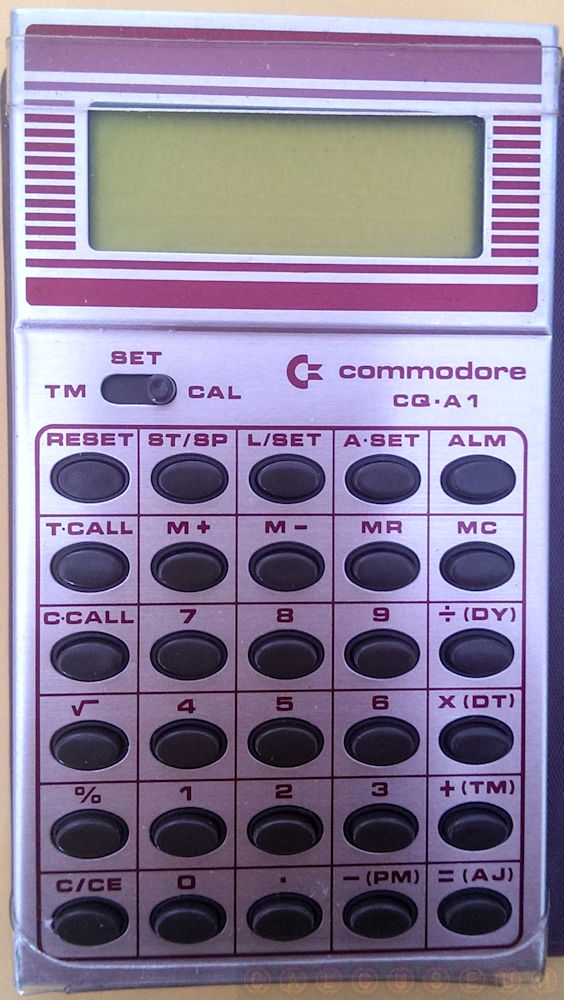 SET
TM CAL
commodore
CQ·A1
RESET ST/SP L/SET A·SET ALM
T·CALL M+ M− MR MC
C·CALL 7 8 9 ÷(DY)
√ 4 5 6 X(DT)
% 1 2 3 +(TM)
C/CE 0 · −(PM) =(AJ)
CALCUSEUM